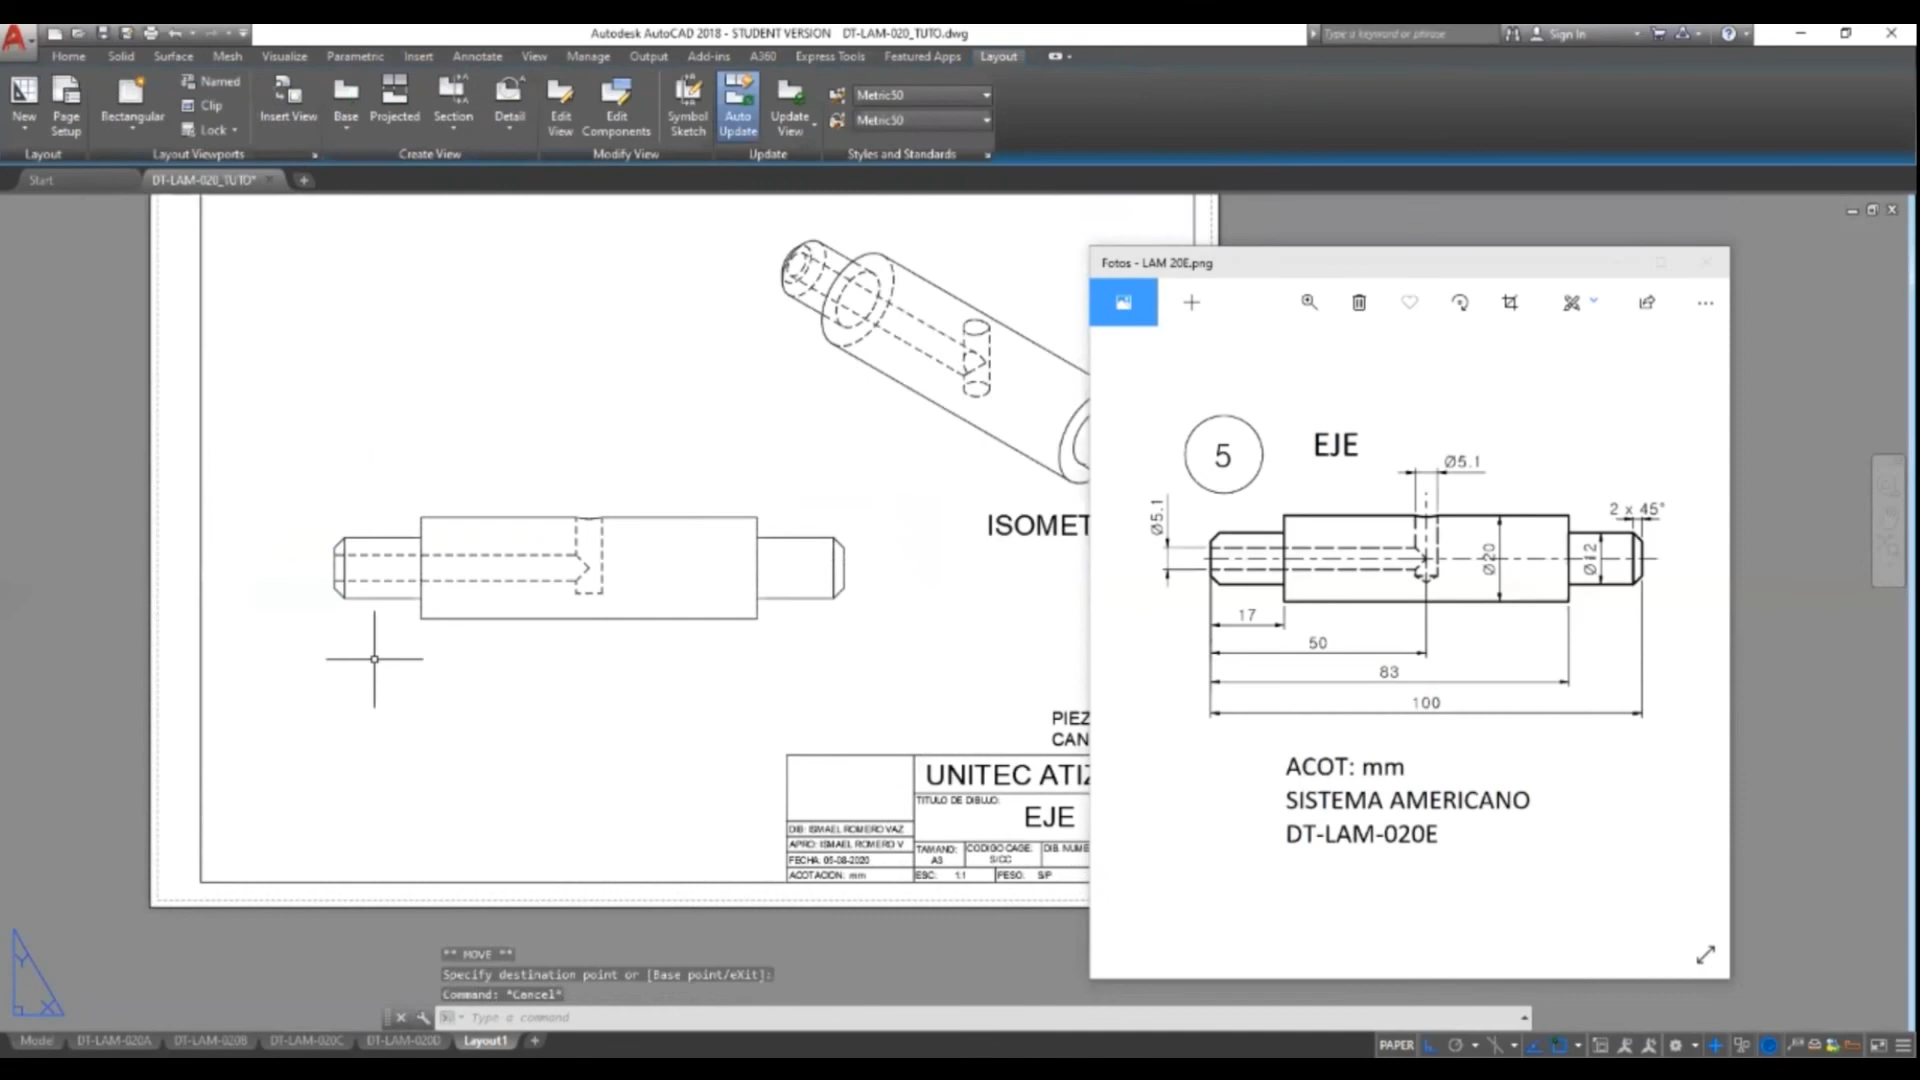 Autodesk AutoCAD 2018 - STUDENT VERSION DT-LAM-020_TUTO.dwg
Type a keyword or phrase
Sign In
Home Solid Surface Mesh Visualize Parametric Insert Annotate View Manage Output Add-ins A360 Express Tools Featured Apps Layout
New
Page Setup
Rectangular
Named
Clip
Lock
Insert View
Base
Projected
Section
Detail
Edit View
Edit Components
Symbol Sketch
Auto Update
Update View
Metric50
Metric50
Layout
Layout Viewports
Create View
Modify View
Update
Styles and Standards
Start
DT-LAM-020_TUTO*
Fotos - LAM 20E.png
5
EJE
Ø5.1
Ø5.1
2 x 45°
Ø20
Ø12
17
50
83
100
ACOT: mm
SISTEMA AMERICANO
DT-LAM-020E
ISOMET
PIEZ
CAN
UNITEC ATIZ
TITULO DE DIBUJO:
EJE
DIB: ISMAEL ROMERO VAZ
APRO: ISMAEL ROMERO V
FECHA: 05-08-2020
ACOTACION: mm
TAMANO:
A3
CODIGO CAGE:
S/CC
DIB. NUME
ESC: 1:1
PESO: S/P
** MOVE **
Specify destination point or [Base point/eXit]:
Command: *Cancel*
Type a command
Model DT-LAM-020A DT-LAM-020B DT-LAM-020C DT-LAM-020D Layout1
PAPER